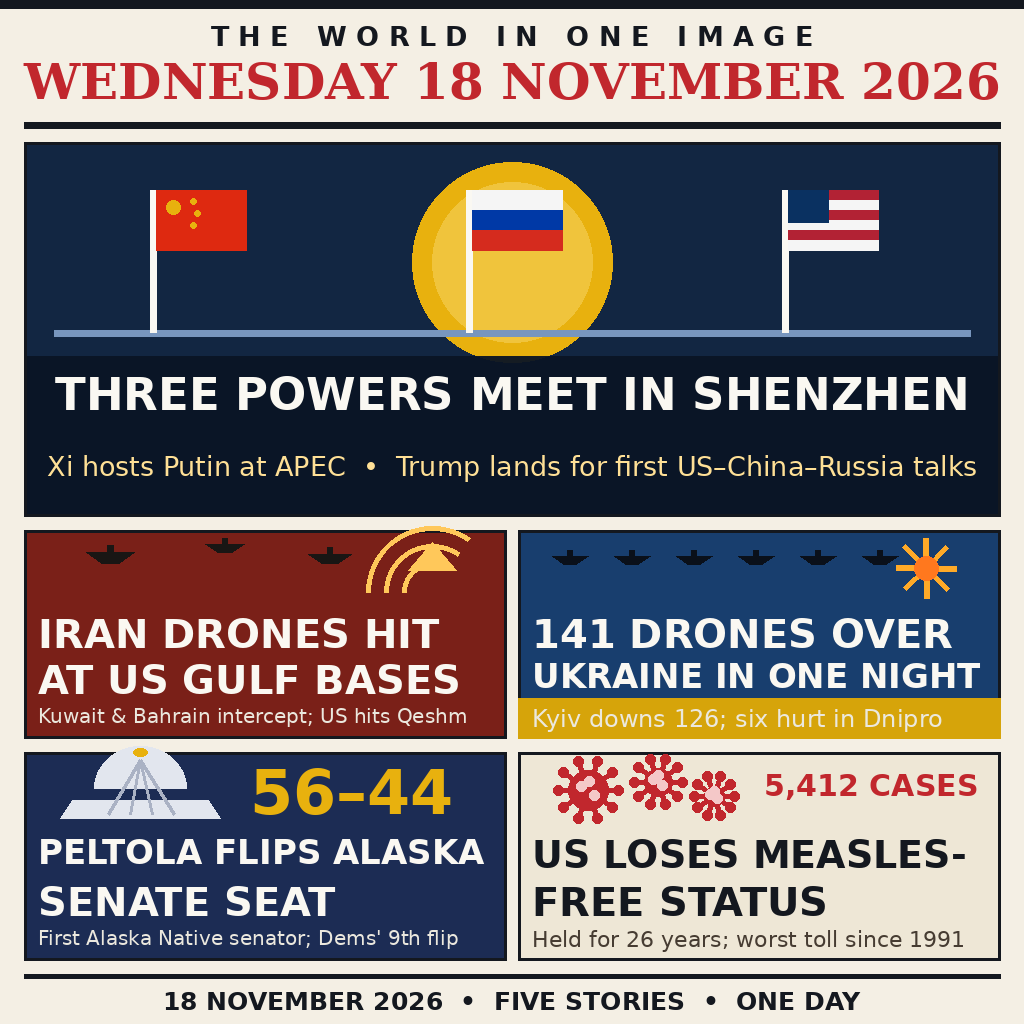 THE WORLD IN ONE IMAGE
WEDNESDAY 18 NOVEMBER 2026
THREE POWERS MEET IN SHENZHEN
Xi hosts Putin at APEC • Trump lands for first US–China–Russia talks
IRAN DRONES HIT
AT US GULF BASES
Kuwait & Bahrain intercept; US hits Qeshm
141 DRONES OVER
UKRAINE IN ONE NIGHT
Kyiv downs 126; six hurt in Dnipro
56–44
PELTOLA FLIPS ALASKA
SENATE SEAT
First Alaska Native senator; Dems' 9th flip
5,412 CASES
US LOSES MEASLES-
FREE STATUS
Held for 26 years; worst toll since 1991
18 NOVEMBER 2026 • FIVE STORIES • ONE DAY